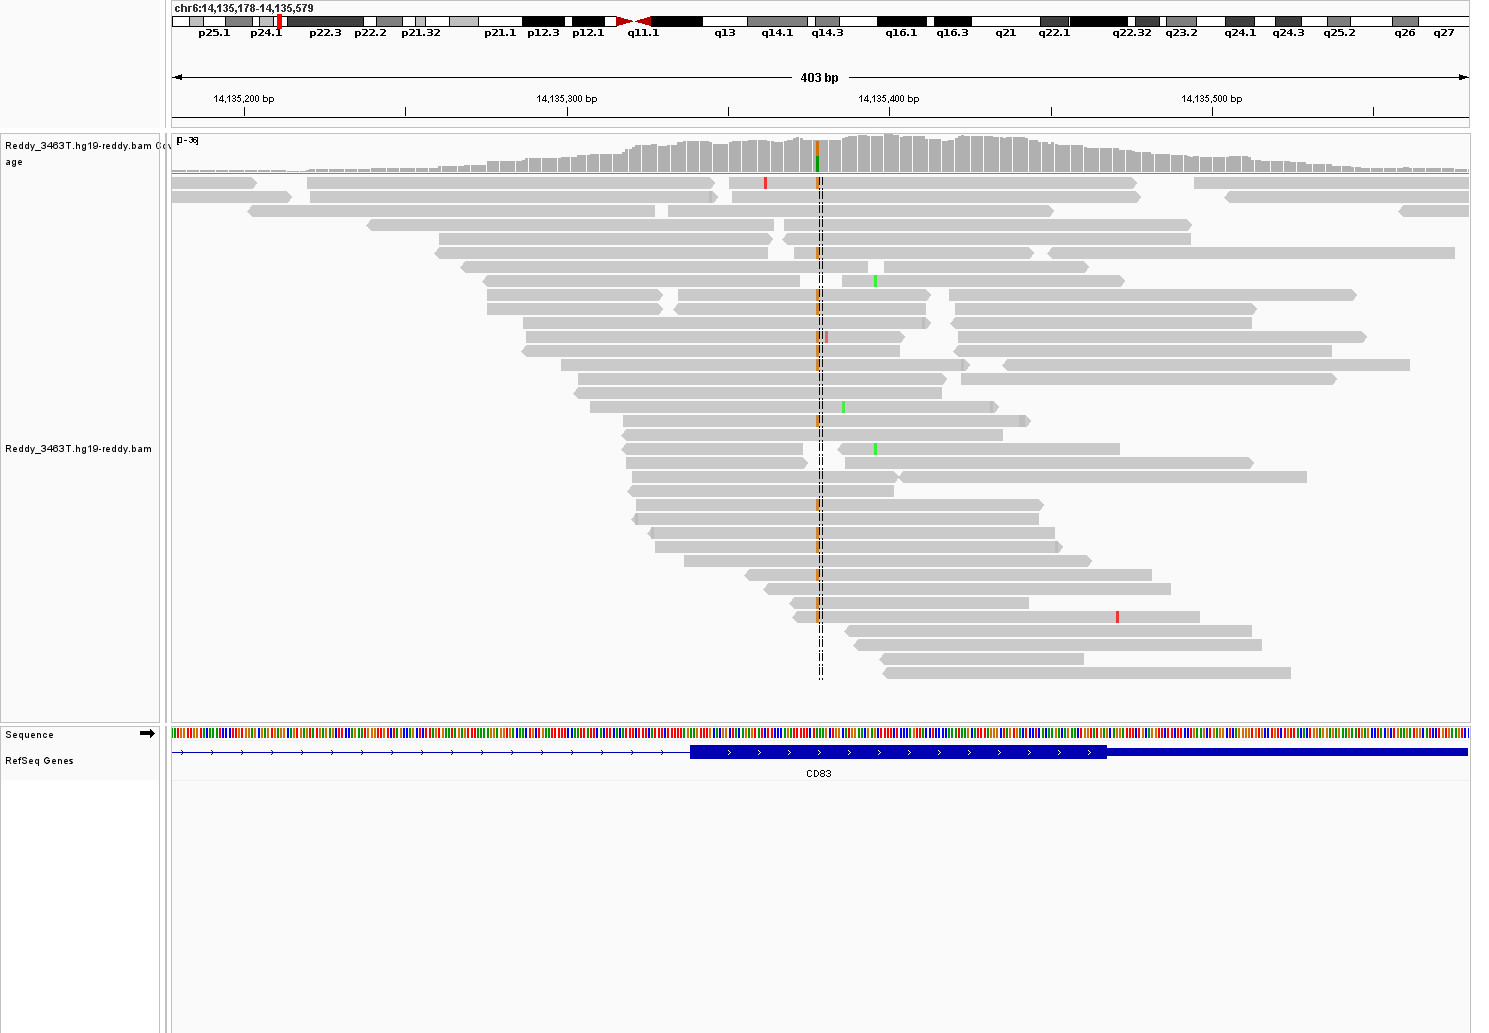 chr6:14,135,178-14,135,579
p25.1 p24.1 p22.3 p22.2 p21.32 p21.1 p12.3 p12.1 q11.1 q13 q14.1 q14.3 q16.1 q16.3 q21 q22.1 q22.32 q23.2 q24.1 q24.3 q25.2 q26 q27
403 bp
14,135,200 bp 14,135,300 bp 14,135,400 bp 14,135,500 bp
Reddy_3463T.hg19-reddy.bam Cov
age
[0-36]
Reddy_3463T.hg19-reddy.bam
Sequence
RefSeq Genes
CD83